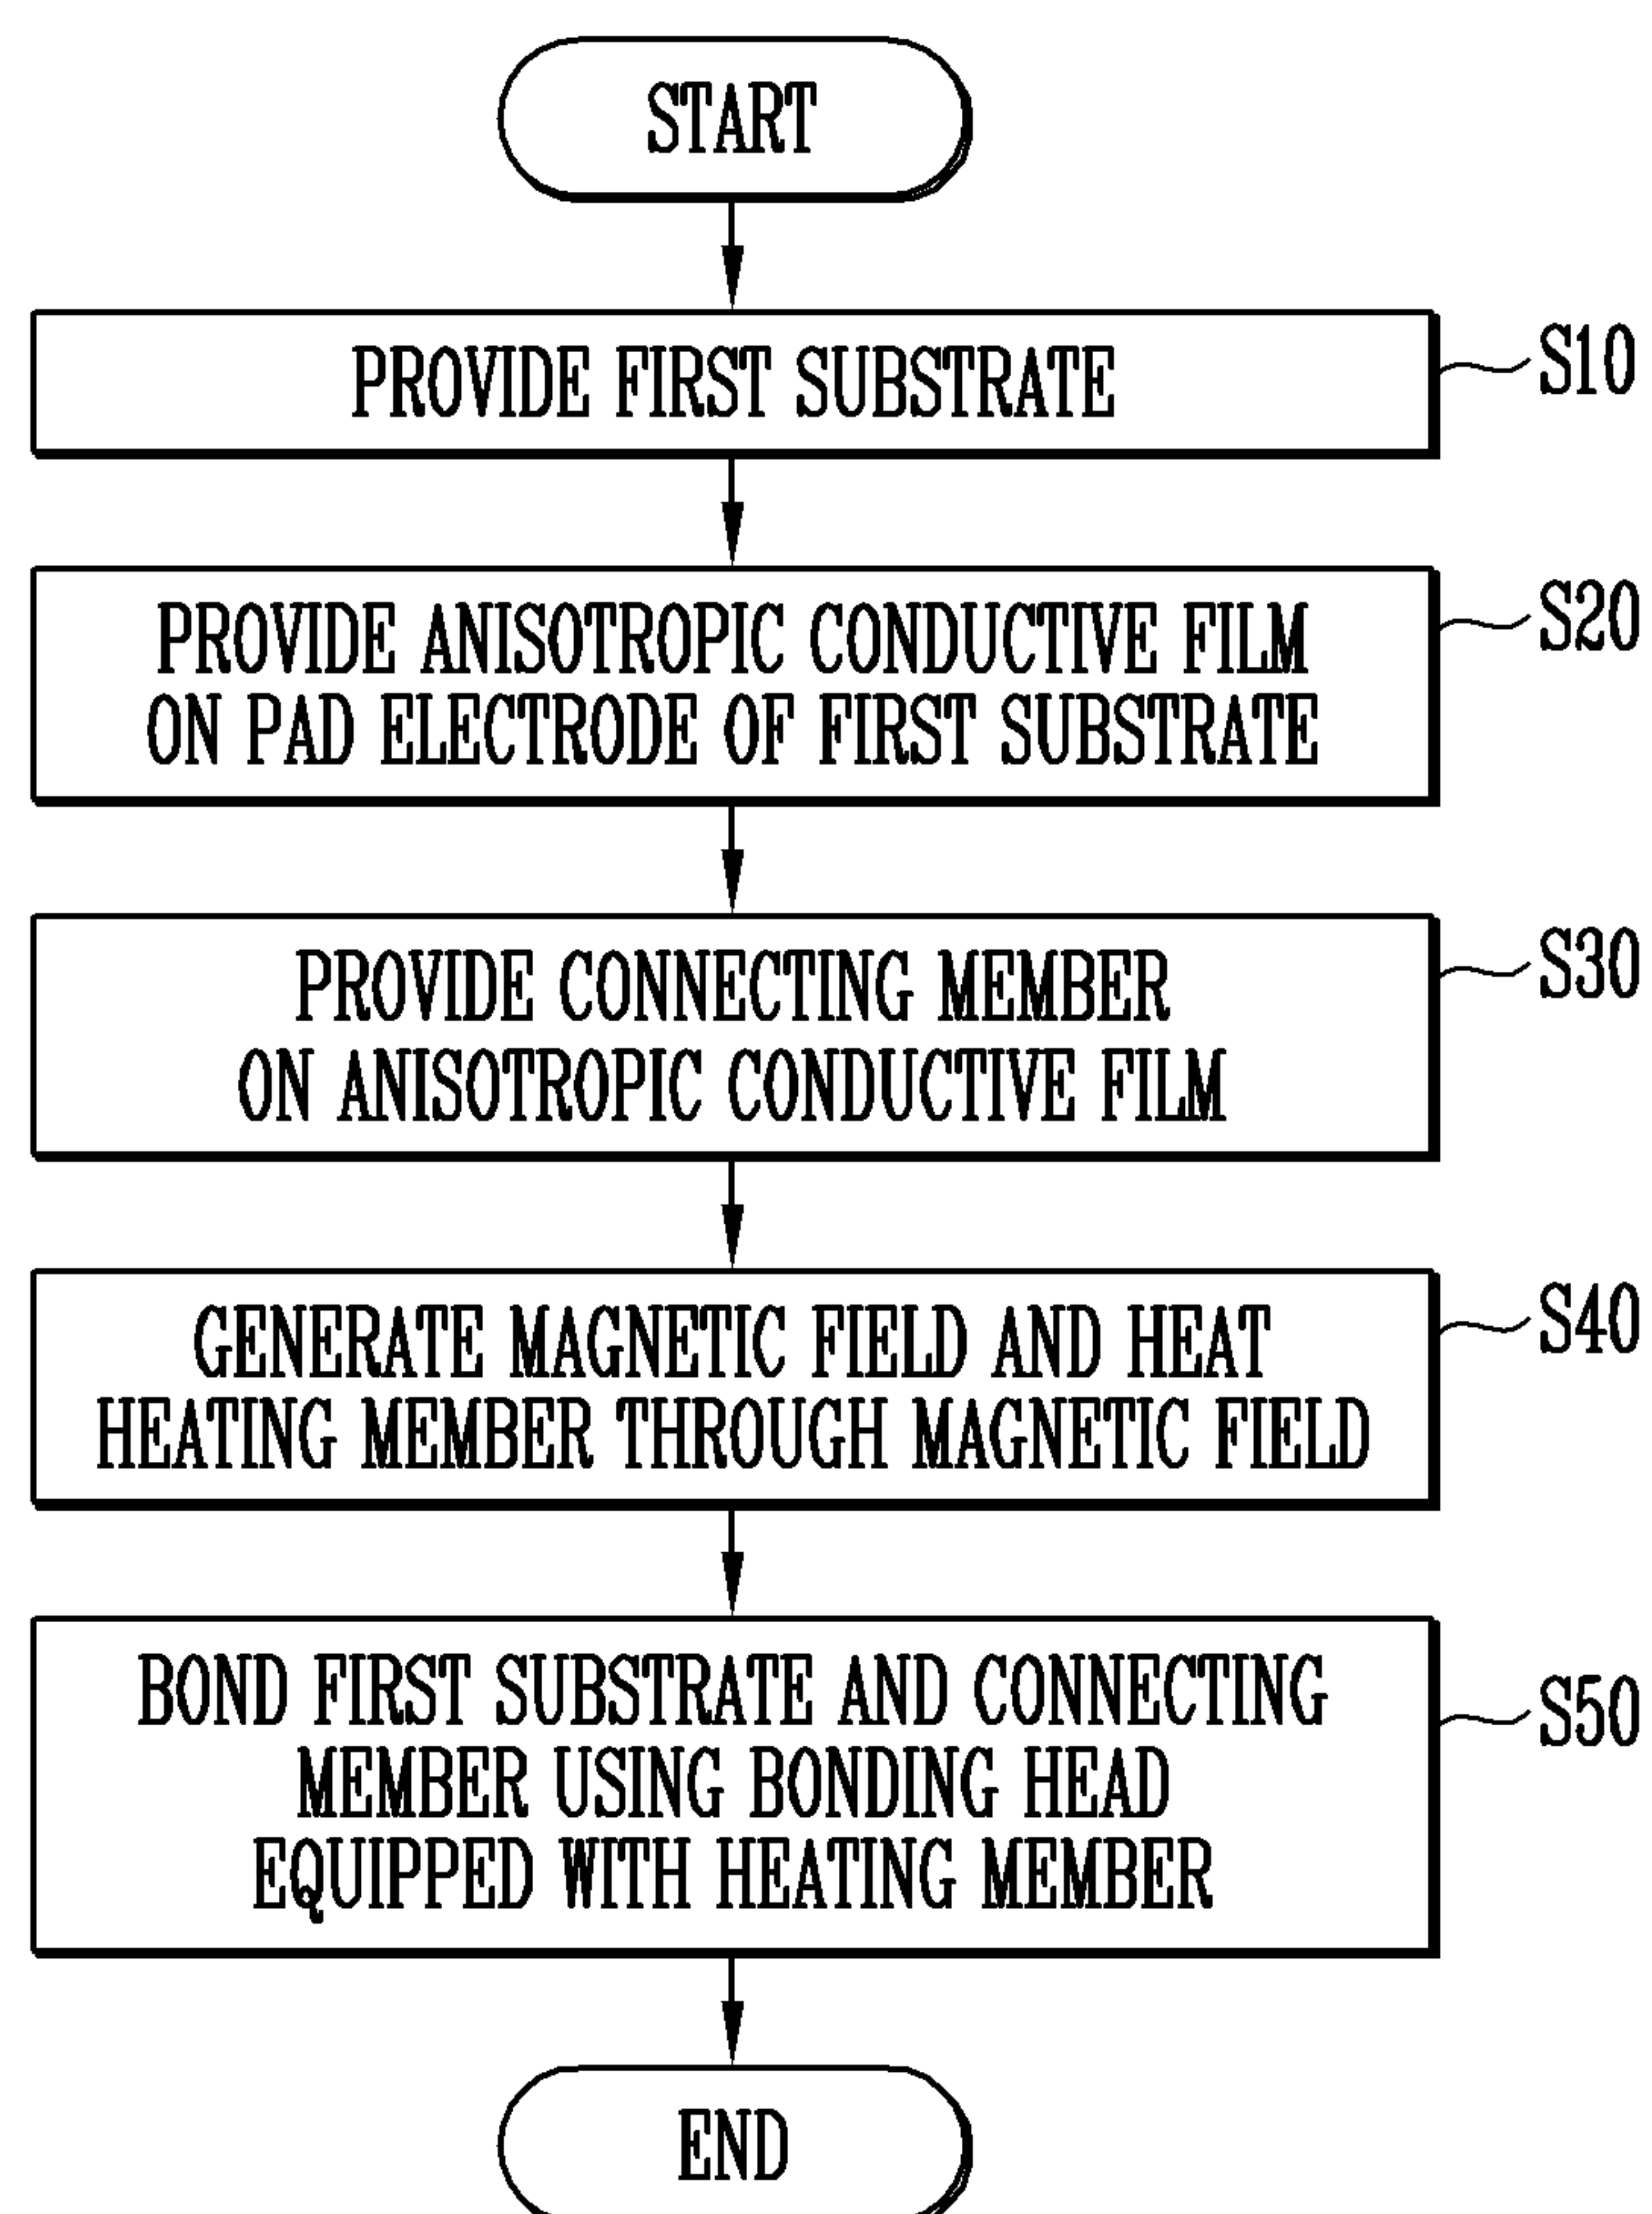 START
PROVIDE FIRST SUBSTRATE
S10
PROVIDE ANISOTROPIC CONDUCTIVE FILM
ON PAD ELECTRODE OF FIRST SUBSTRATE
S20
PROVIDE CONNECTING MEMBER
ON ANISOTROPIC CONDUCTIVE FILM
S30
GENERATE MAGNETIC FIELD AND HEAT
HEATING MEMBER THROUGH MAGNETIC FIELD
S40
BOND FIRST SUBSTRATE AND CONNECTING
MEMBER USING BONDING HEAD
EQUIPPED WITH HEATING MEMBER
S50
END